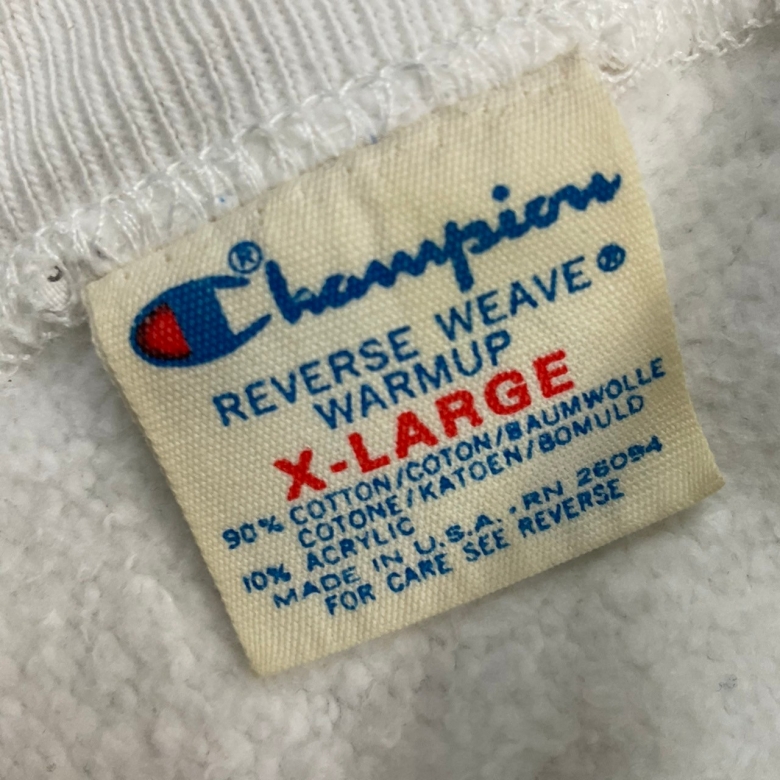 Champion®
REVERSE WEAVE®
WARMUP
X-LARGE
90% COTTON/COTON/BAUMWOLLE
COTONE/KATOEN/BOMULD
10% ACRYLIC
MADE IN U.S.A. · RN 26094
FOR CARE SEE REVERSE